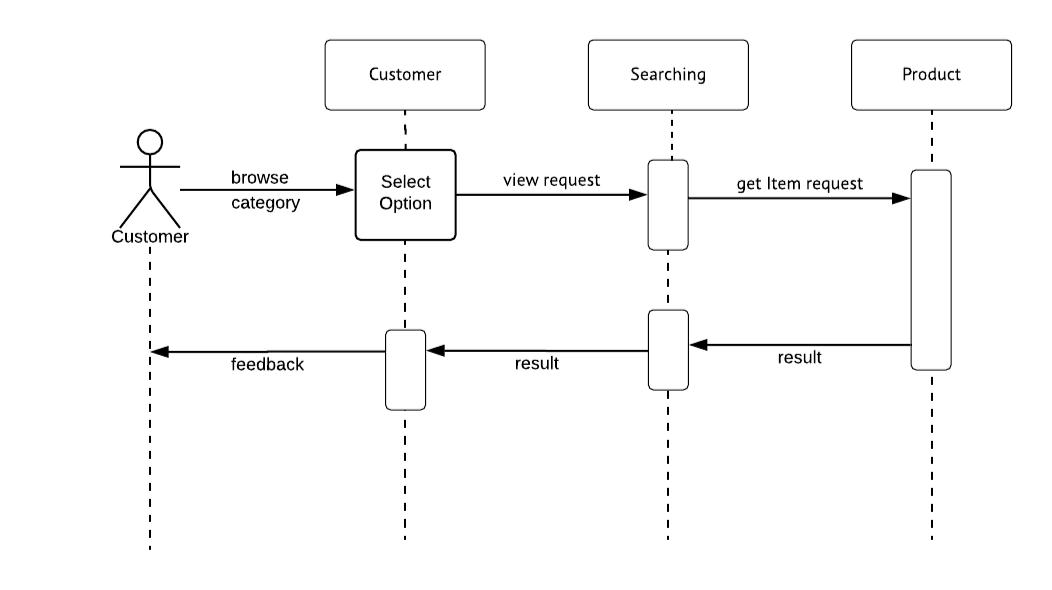 Customer
Searching
Product
browse
category
Select
Option
view request
get Item request
Customer
feedback
result
result